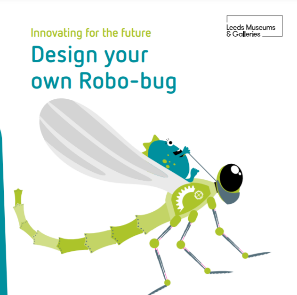 Innovating for the future
Leeds Museums
& Galleries
Design your
own Robo-bug